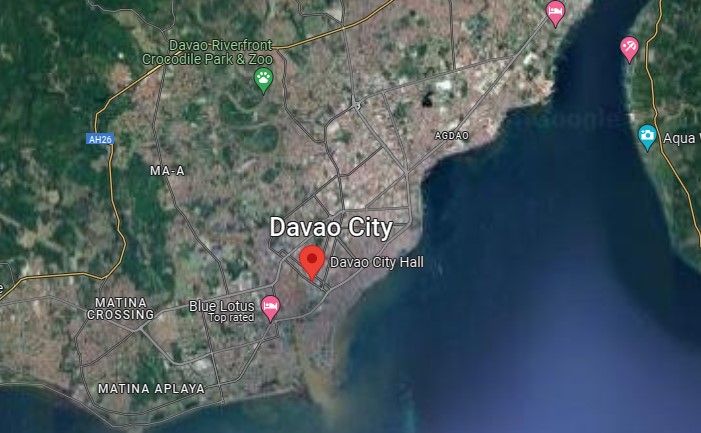 Davao Riverfront
Crocodile Park & Zoo
AH26
AGDAO
Aqua
MA-A
Google
Davao City
Davao City Hall
MATINA
CROSSING
Blue Lotus
Top rated
MATINA APLAYA